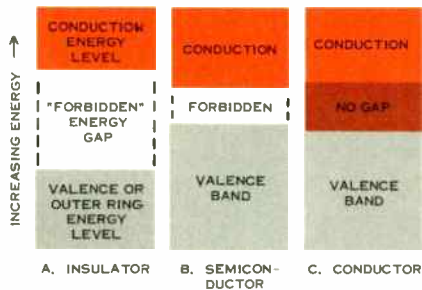 INCREASING ENERGY
CONDUCTION
ENERGY
LEVEL
"FORBIDDEN"
ENERGY
GAP
VALENCE OR
OUTER RING
ENERGY
LEVEL
A. INSULATOR
CONDUCTION
FORBIDDEN
VALENCE
BAND
B. SEMICON-
DUCTOR
CONDUCTION
NO GAP
VALENCE
BAND
C. CONDUCTOR